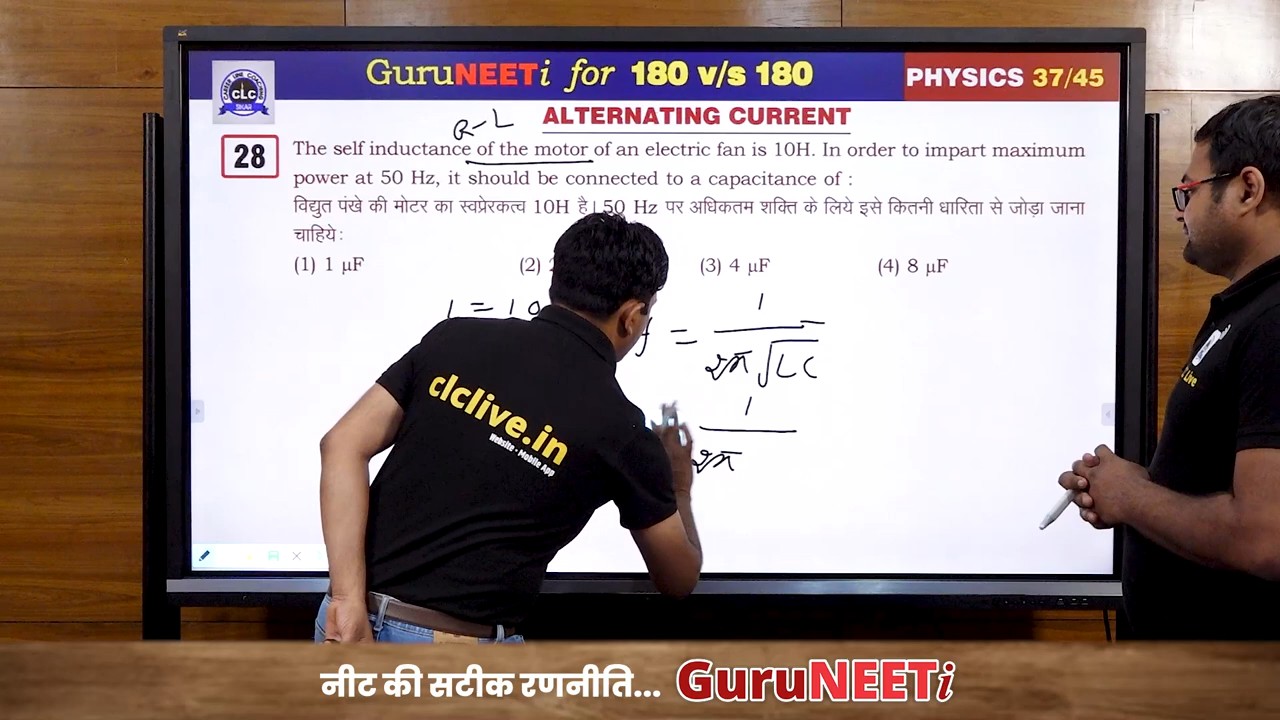 GuruNEETi for 180 v/s 180
PHYSICS 37/45
CLC
SIKAR
ALTERNATING CURRENT
R-L
28
The self inductance of the motor of an electric fan is 10H. In order to impart maximum
power at 50 Hz, it should be connected to a capacitance of :
विद्युत पंखे की मोटर का स्वप्रेरकत्व 10H है। 50 Hz पर अधिकतम शक्ति के लिये इसे कितनी धारिता से जोड़ा जाना
चाहिये:
(1) 1 μF
(2)
(3) 4 μF
(4) 8 μF
L = 10
f = 1
2π√LC
1
2π
clclive.in
Website - Mobile App
Live
नीट की सटीक रणनीति... GuruNEETi